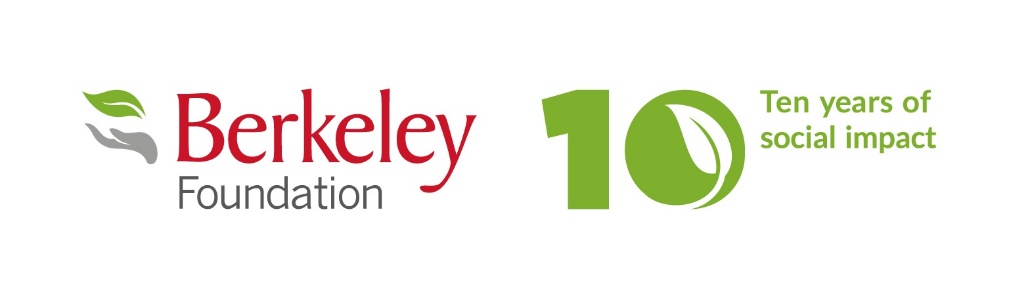 Berkeley
Foundation
10
Ten years of
social impact